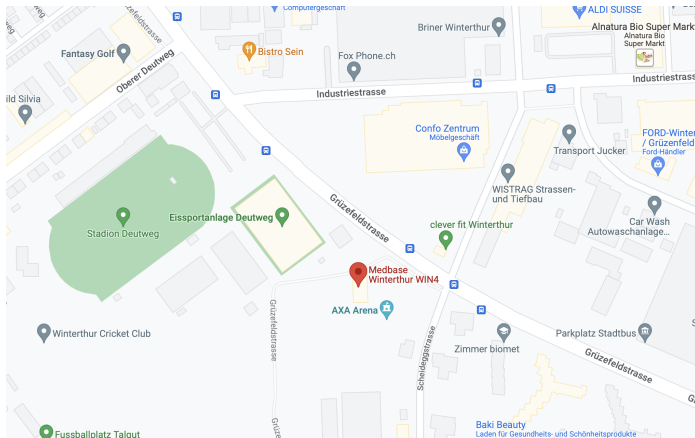 Computergeschäft
ALDI SUISSE
Grüzefeldstrasse
Briner Winterthur
Alnatura Bio Super Markt
Alnatura Bio
Super Markt
Fantasy Golf
Oberer Deutweg
Bistro Sein
Fox Phone.ch
Industriestrasse
Industriestrasse
ild Silvia
Confo Zentrum
Möbelgeschäft
FORD-Winter
/ Grüzenfeld
Ford-Händler
Transport Jucker
WISTRAG Strassen-
und Tiefbau
Grüzefeldstrasse
Eissportanlage Deutweg
Stadion Deutweg
clever fit Winterthur
Car Wash
Autowaschanlage...
Medbase
Winterthur WIN4
AXA Arena
Grüzefeldstrasse
Winterthur Cricket Club
Scheideggstrasse
Zimmer biomet
Parkplatz Stadtbus
Grüzefeldstrasse
Grüze
Gru
Baki Beauty
Laden für Gesundheits- und Schönheitsprodukte
Fussballplatz Talgut